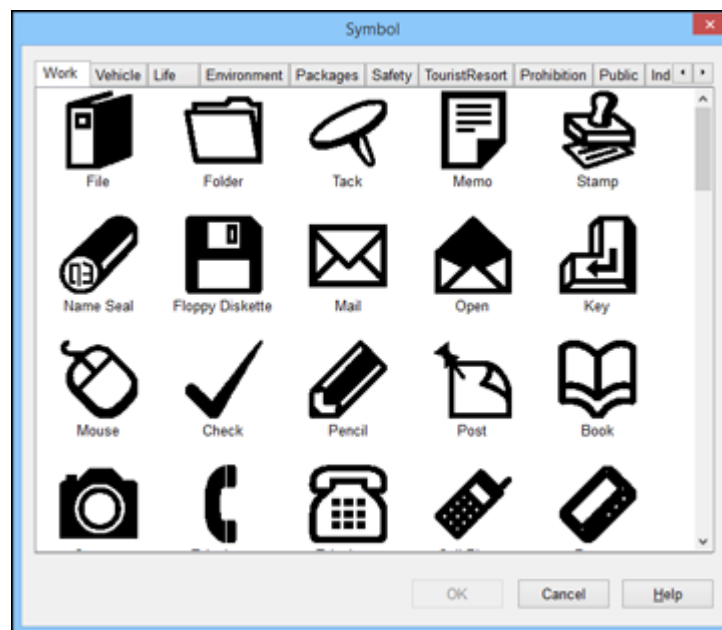 Symbol
Work Vehicle Life Environment Packages Safety TouristResort Prohibition Public Ind
File Folder Tack Memo Stamp
Name Seal Floppy Diskette Mail Open Key
Mouse Check Pencil Post Book
OK Cancel Help